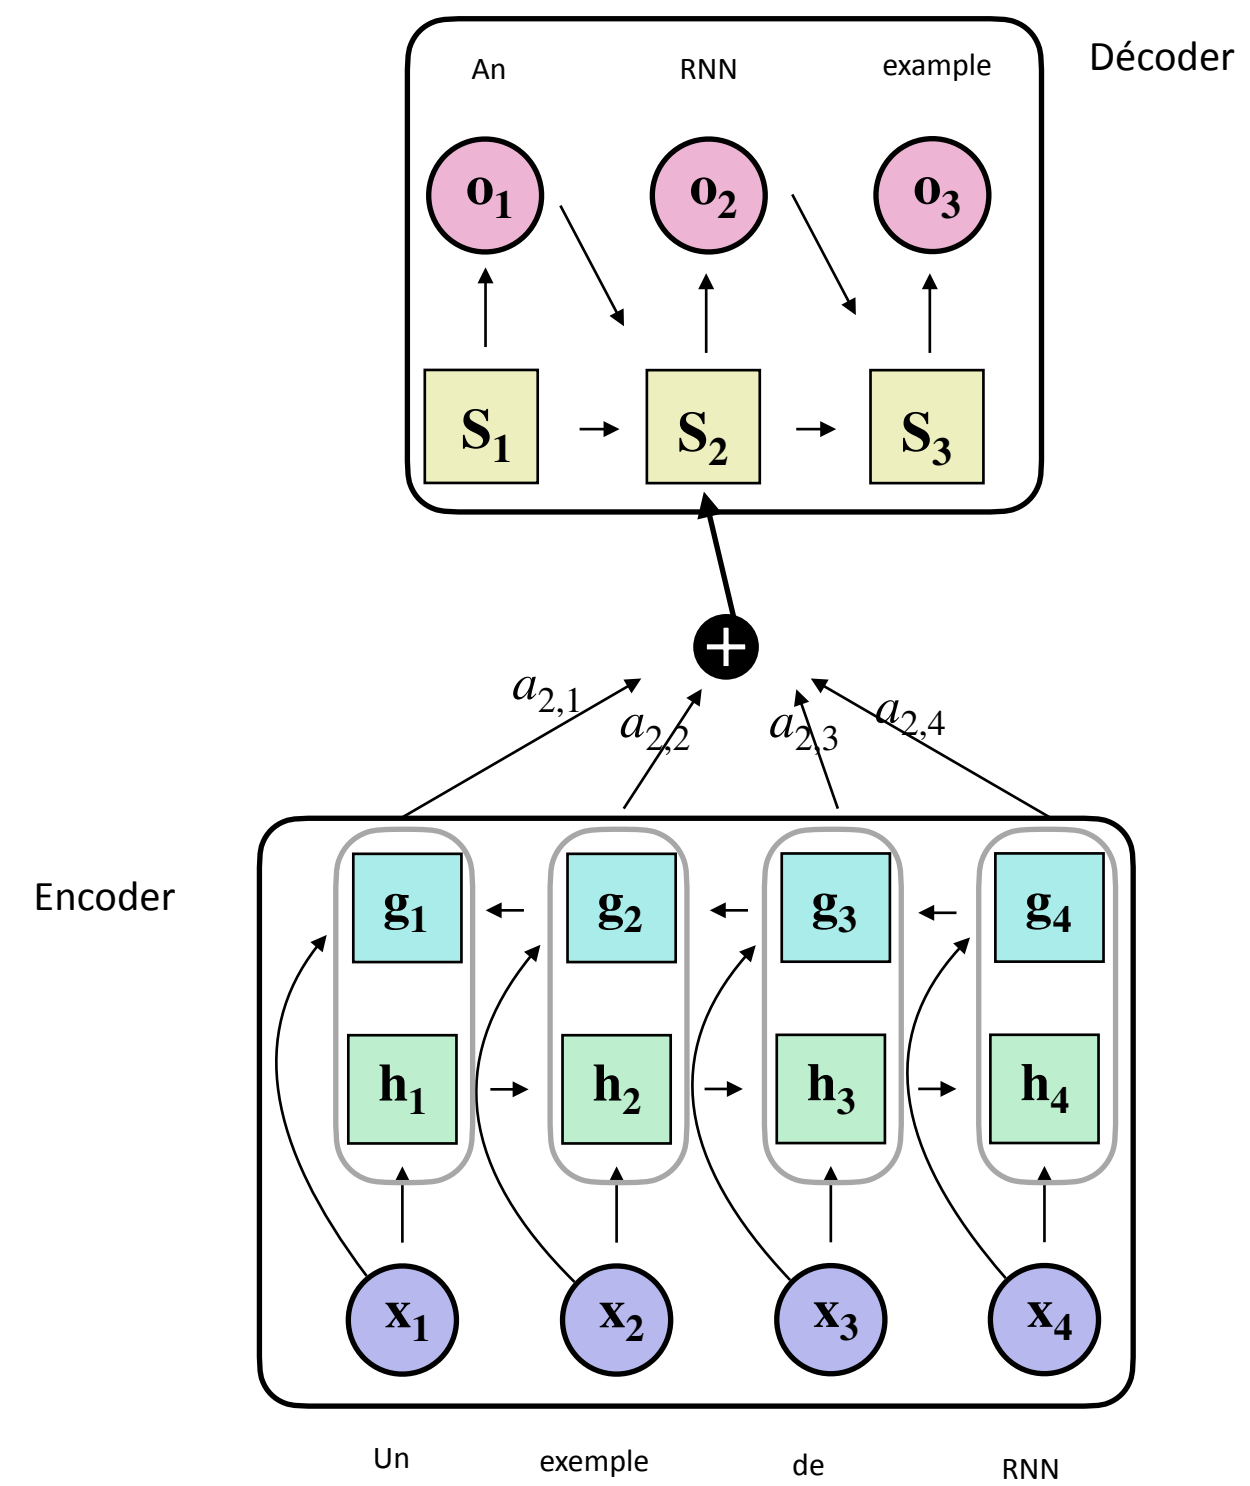 Décoder
An RNN example
o1 o2 o3
S1 S2 S3
+
a2,1 a2,2 a2,3 a2,4
Encoder
g1 g2 g3 g4
h1 h2 h3 h4
x1 x2 x3 x4
Un exemple de RNN